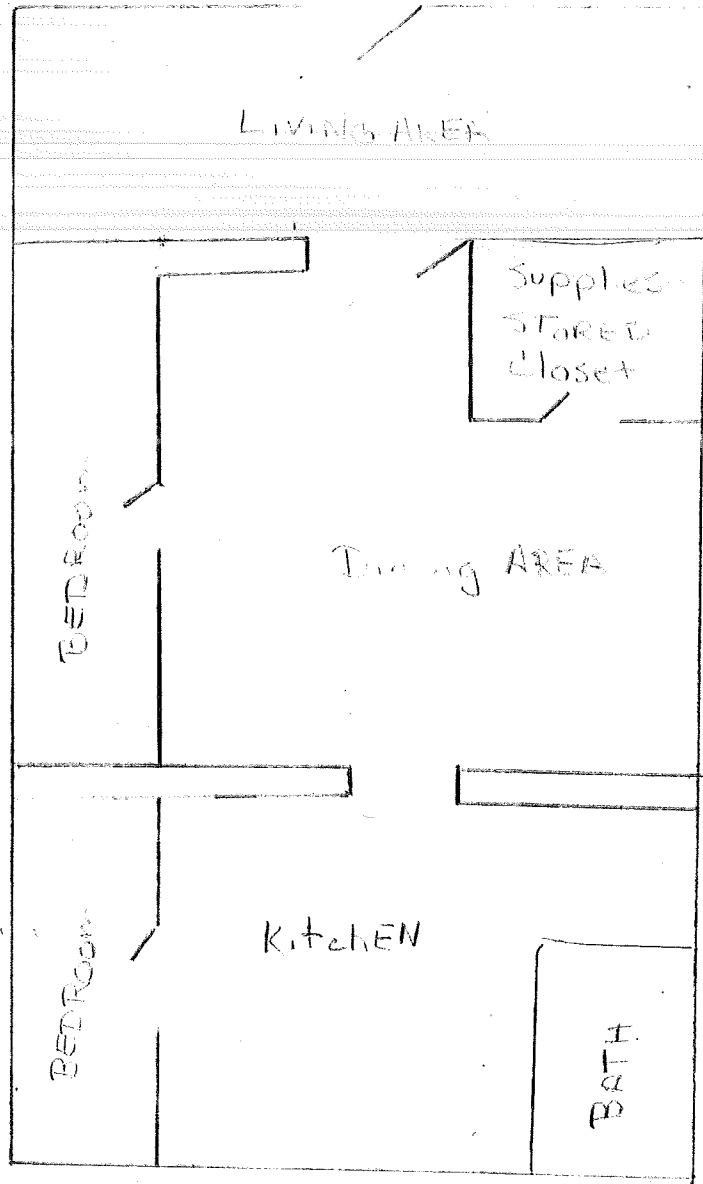 LIVING AREA
Supplies
STORED
Closet
BEDROOM
Dining AREA
KitchEN
BEDROOM
BATH